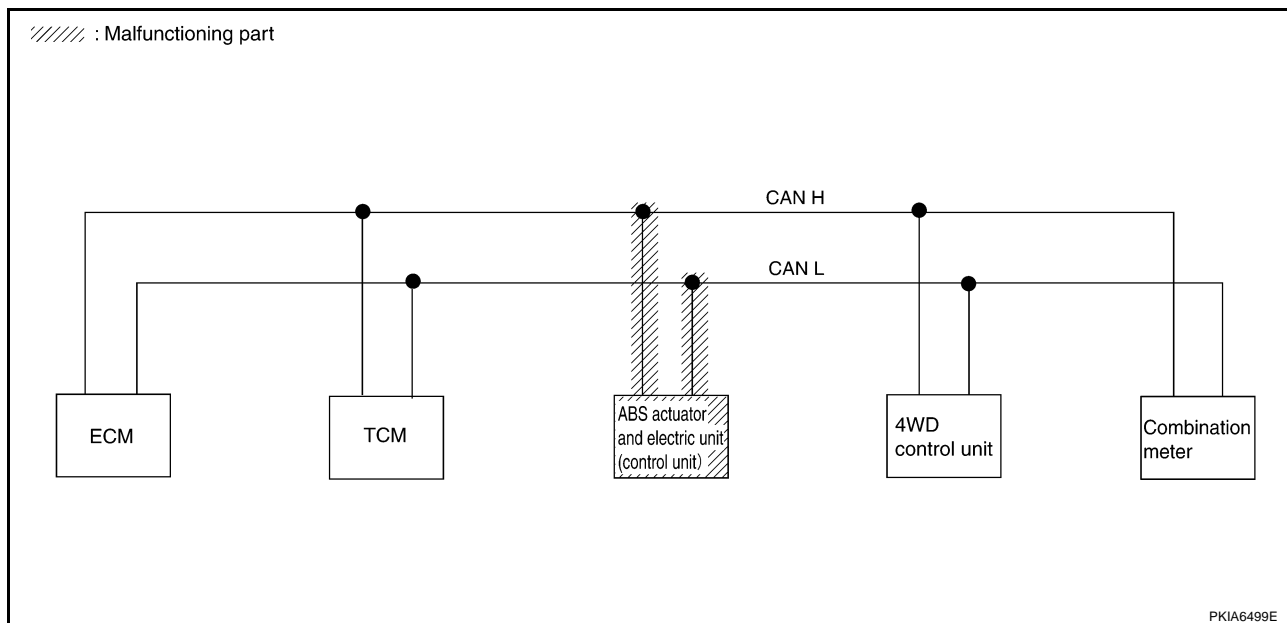 : Malfunctioning part
CAN H
CAN L
ECM
TCM
ABS actuator
and electric unit
(control unit)
4WD
control unit
Combination
meter
PKIA6499E